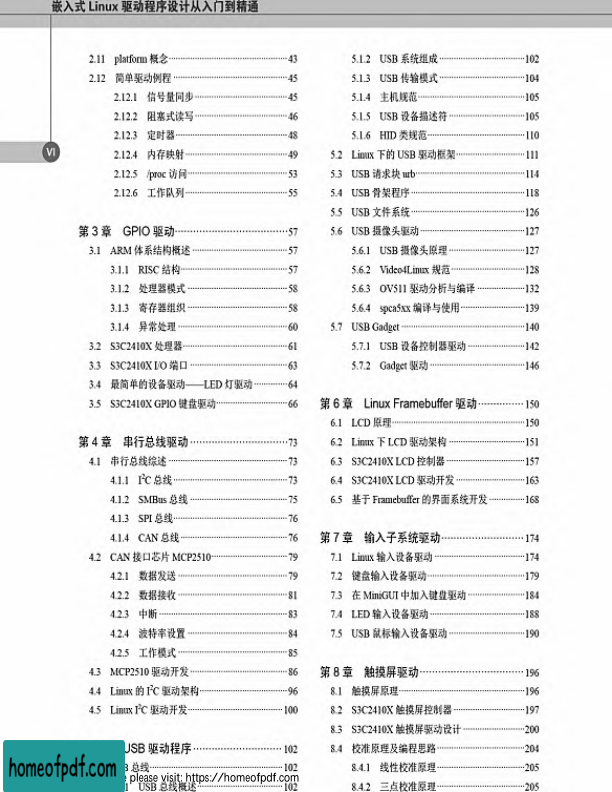 嵌入式 Linux 驱动程序设计从入门到精通
VI
2.11 platform 概念 43
2.12 简单驱动例程 45
2.12.1 信号量同步 45
2.12.2 阻塞式读写 46
2.12.3 定时器 48
2.12.4 内存映射 49
2.12.5 /proc 访问 53
2.12.6 工作队列 55
第 3 章 GPIO 驱动 57
3.1 ARM 体系结构概述 57
3.1.1 RISC 结构 57
3.1.2 处理器模式 58
3.1.3 寄存器组织 58
3.1.4 异常处理 60
3.2 S3C2410X 处理器 61
3.3 S3C2410X I/O 端口 63
3.4 最简单的设备驱动——LED 灯驱动 64
3.5 S3C2410X GPIO 键盘驱动 66
第 4 章 串行总线驱动 73
4.1 串行总线综述 73
4.1.1 I²C 总线 73
4.1.2 SMBus 总线 75
4.1.3 SPI 总线 76
4.1.4 CAN 总线 76
4.2 CAN 接口芯片 MCP2510 79
4.2.1 数据发送 79
4.2.2 数据接收 81
4.2.3 中断 83
4.2.4 波特率设置 84
4.2.5 工作模式 85
4.3 MCP2510 驱动开发 86
4.4 Linux 的 I²C 驱动架构 96
4.5 Linux I²C 驱动开发 100
USB 驱动程序 102
总线 102
USB 总线概述 102
5.1.2 USB 系统组成 102
5.1.3 USB 传输模式 104
5.1.4 主机规范 105
5.1.5 USB 设备描述符 105
5.1.6 HID 类规范 110
5.2 Linux 下的 USB 驱动框架 111
5.3 USB 请求块 urb 114
5.4 USB 骨架程序 118
5.5 USB 文件系统 126
5.6 USB 摄像头驱动 127
5.6.1 USB 摄像头原理 127
5.6.2 Video4Linux 规范 128
5.6.3 OV511 驱动分析与编译 132
5.6.4 spca5xx 编译与使用 139
5.7 USB Gadget 140
5.7.1 USB 设备控制器驱动 142
5.7.2 Gadget 驱动 146
第 6 章 Linux Framebuffer 驱动 150
6.1 LCD 原理 150
6.2 Linux 下 LCD 驱动架构 151
6.3 S3C2410X LCD 控制器 157
6.4 S3C2410X LCD 驱动开发 163
6.5 基于 Framebuffer 的界面系统开发 168
第 7 章 输入子系统驱动 174
7.1 Linux 输入设备驱动 174
7.2 键盘输入设备驱动 179
7.3 在 MiniGUI 中加入键盘驱动 184
7.4 LED 输入设备驱动 188
7.5 USB 鼠标输入设备驱动 190
第 8 章 触摸屏驱动 196
8.1 触摸屏原理 196
8.2 S3C2410X 触摸屏控制器 197
8.3 S3C2410X 触摸屏驱动设计 200
8.4 校准原理及编程思路 204
8.4.1 线性校准原理 205
8.4.2 三点校准原理 205
homeofpdf.com
please visit: https://homeofpdf.com